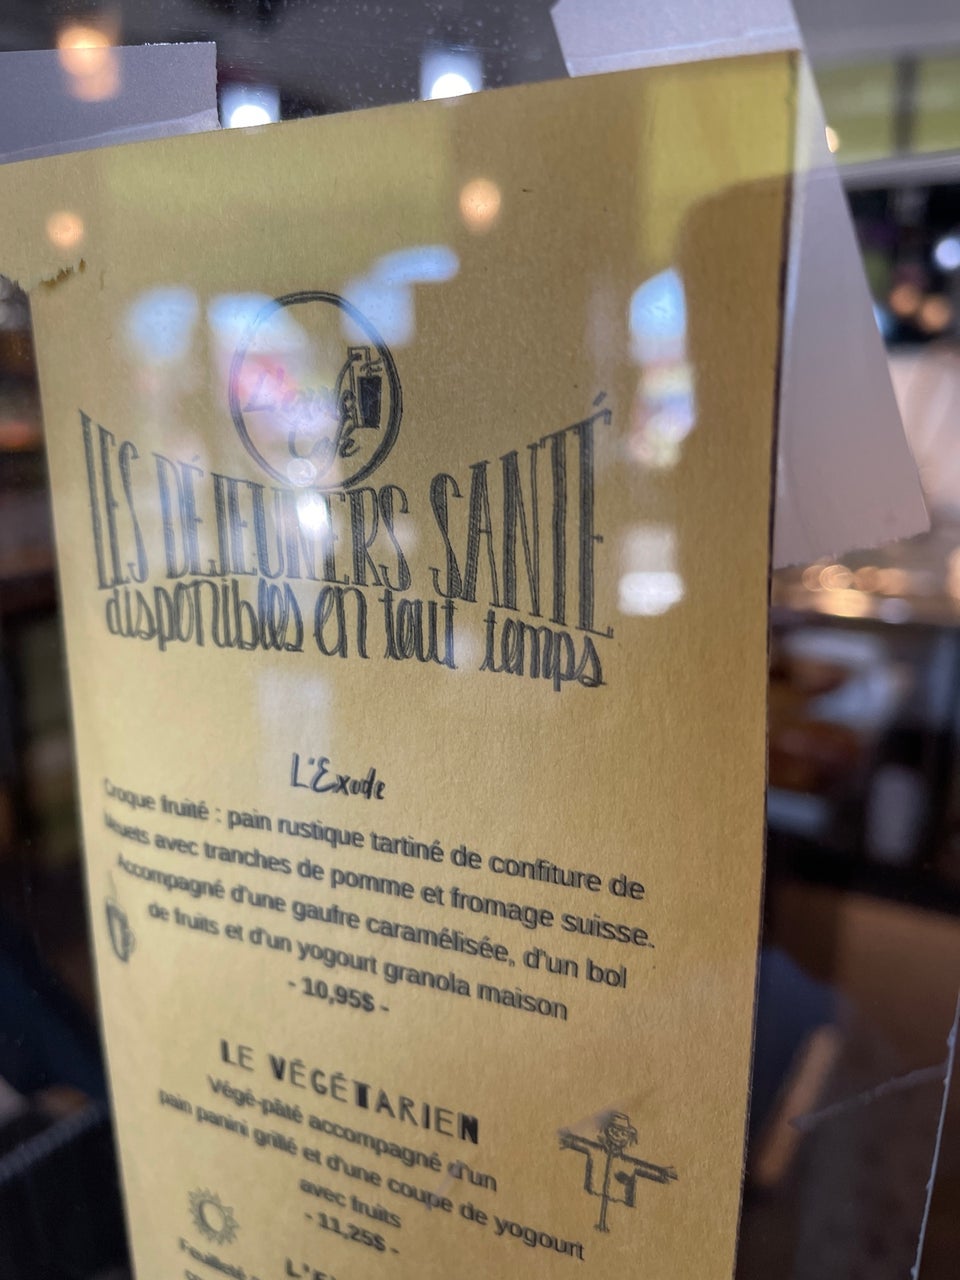 Café
LES DÉJEUNERS SANTÉ
disponibles en tout temps
L'Exode
Croque fruité : pain rustique tartiné de confiture de
bleuets avec tranches de pomme et fromage suisse.
Accompagné d'une gaufre caramélisée, d'un bol
de fruits et d'un yogourt granola maison
- 10,95$ -
LE VÉGÉTARIEN
Végé-pâté accompagné d'un
pain panini grillé et d'une coupe de yogourt
avec fruits
- 11,25$ -
Feuilleté